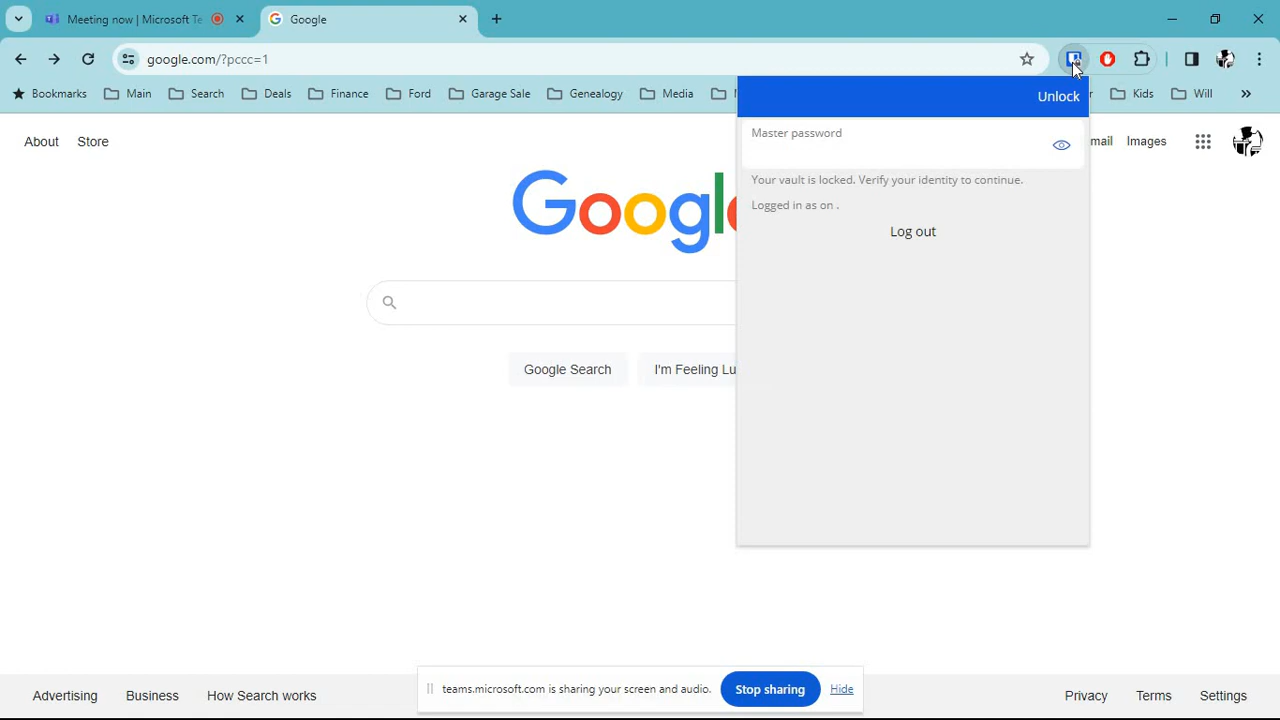 Meeting now | Microsoft Te
Google
google.com/?pccc=1
Bookmarks Main Search Deals Finance Ford Garage Sale Genealogy Media Kids Will
Unlock
About Store
Master password
mail Images
Your vault is locked. Verify your identity to continue.
Logged in as on .
Google
Log out
Google Search I'm Feeling Lu
teams.microsoft.com is sharing your screen and audio. Stop sharing Hide
Advertising Business How Search works Privacy Terms Settings